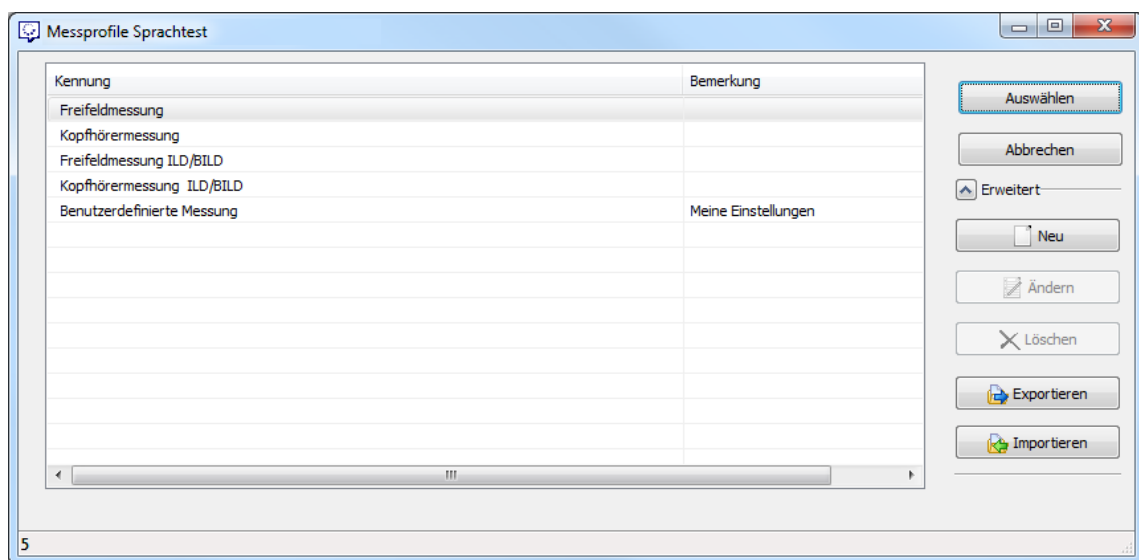 Messprofile Sprachtest
Kennung Bemerkung
Freifeldmessung
Kopfhörermessung
Freifeldmessung ILD/BILD
Kopfhörermessung ILD/BILD
Benutzerdefinierte Messung Meine Einstellungen
Auswählen
Abbrechen
Erweitert
Neu
Ändern
Löschen
Exportieren
Importieren
5